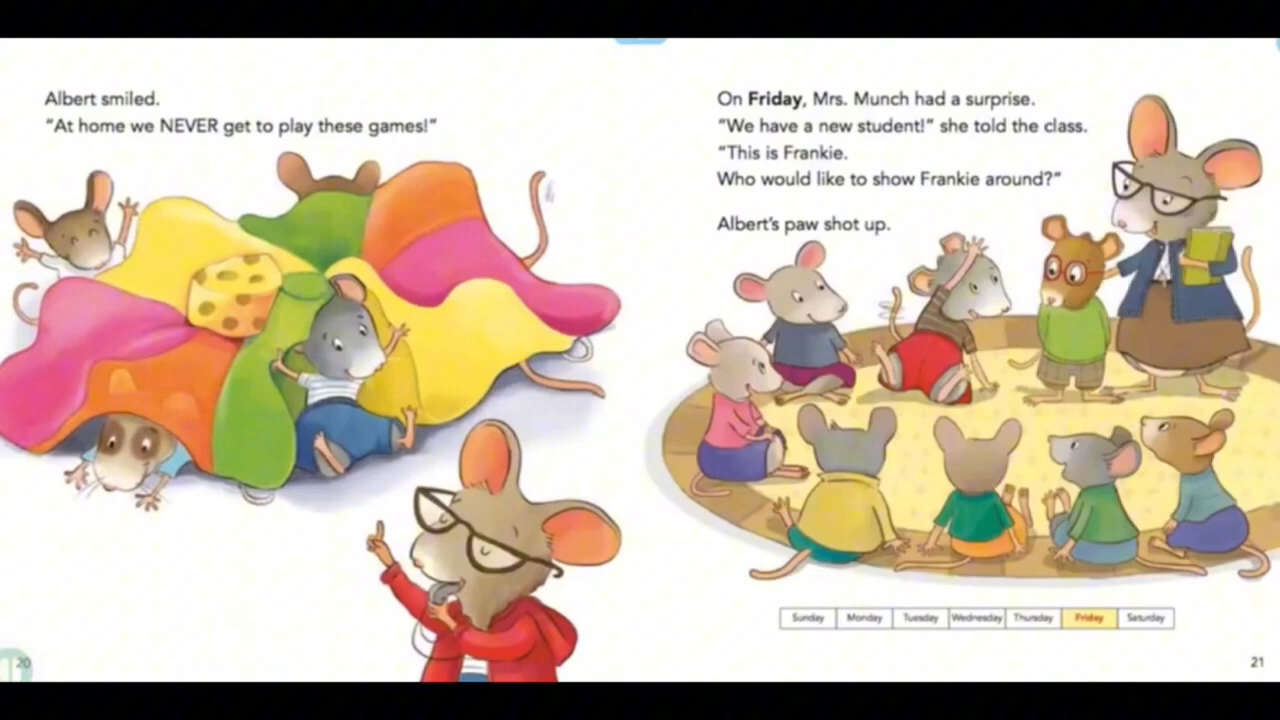 Albert smiled.
“At home we NEVER get to play these games!”
20
On Friday, Mrs. Munch had a surprise.
“We have a new student!” she told the class.
“This is Frankie.
Who would like to show Frankie around?”
Albert’s paw shot up.
Sunday Monday Tuesday Wednesday Thursday Friday Saturday
21